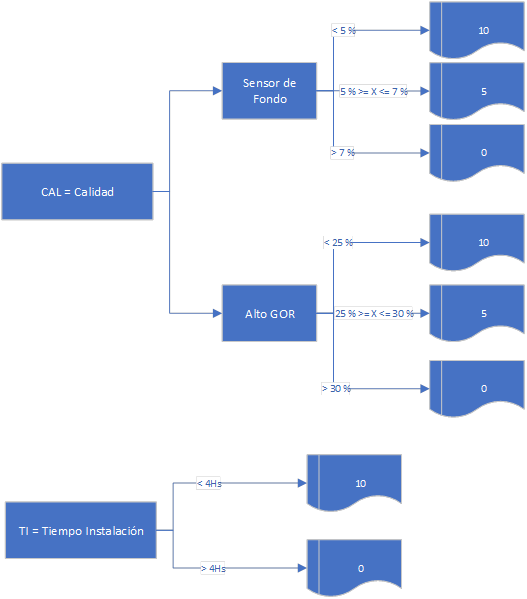 < 5 %
10
Sensor de
Fondo
5 % >= X <= 7 %
5
> 7 %
0
CAL = Calidad
< 25 %
10
Alto GOR
25 % >= X <= 30 %
5
> 30 %
0
< 4Hs
10
TI = Tiempo Instalación
> 4Hs
0